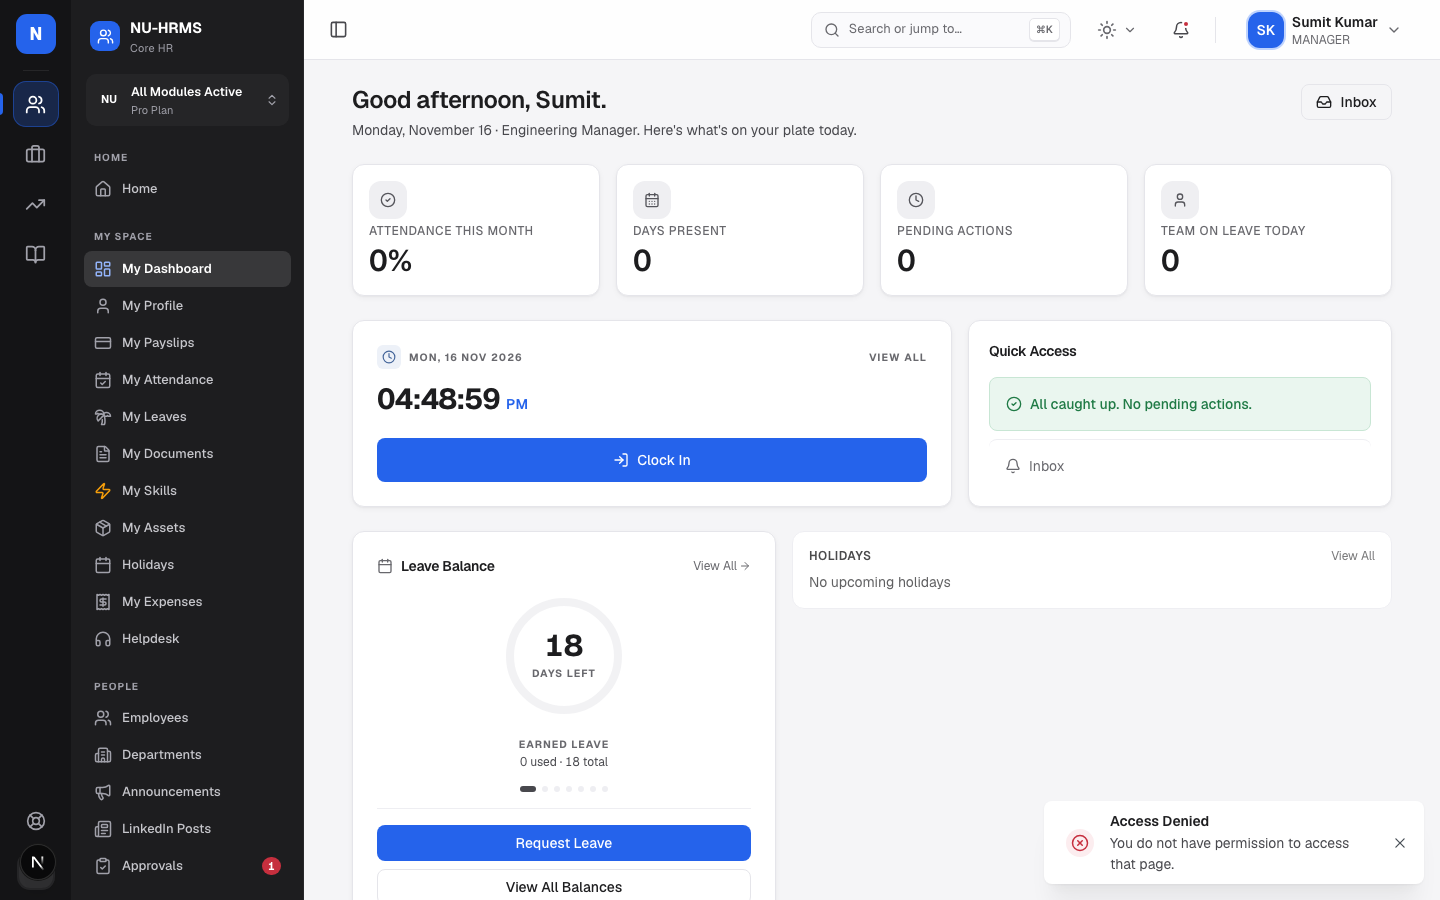 N
NU-HRMS
Core HR
NU
All Modules Active
Pro Plan
HOME
Home
MY SPACE
My Dashboard
My Profile
My Payslips
My Attendance
My Leaves
My Documents
My Skills
My Assets
Holidays
My Expenses
Helpdesk
PEOPLE
Employees
Departments
Announcements
LinkedIn Posts
Approvals 1
N
Search or jump to... ⌘K
SK
Sumit Kumar
MANAGER
Good afternoon, Sumit.
Monday, November 16 · Engineering Manager. Here's what's on your plate today.
Inbox
ATTENDANCE THIS MONTH
0%
DAYS PRESENT
0
PENDING ACTIONS
0
TEAM ON LEAVE TODAY
0
MON, 16 NOV 2026
VIEW ALL
04:48:59 PM
Clock In
Quick Access
All caught up. No pending actions.
Inbox
Leave Balance
View All →
18
DAYS LEFT
EARNED LEAVE
0 used · 18 total
Request Leave
View All Balances
HOLIDAYS
View All
No upcoming holidays
Access Denied
You do not have permission to access
that page.